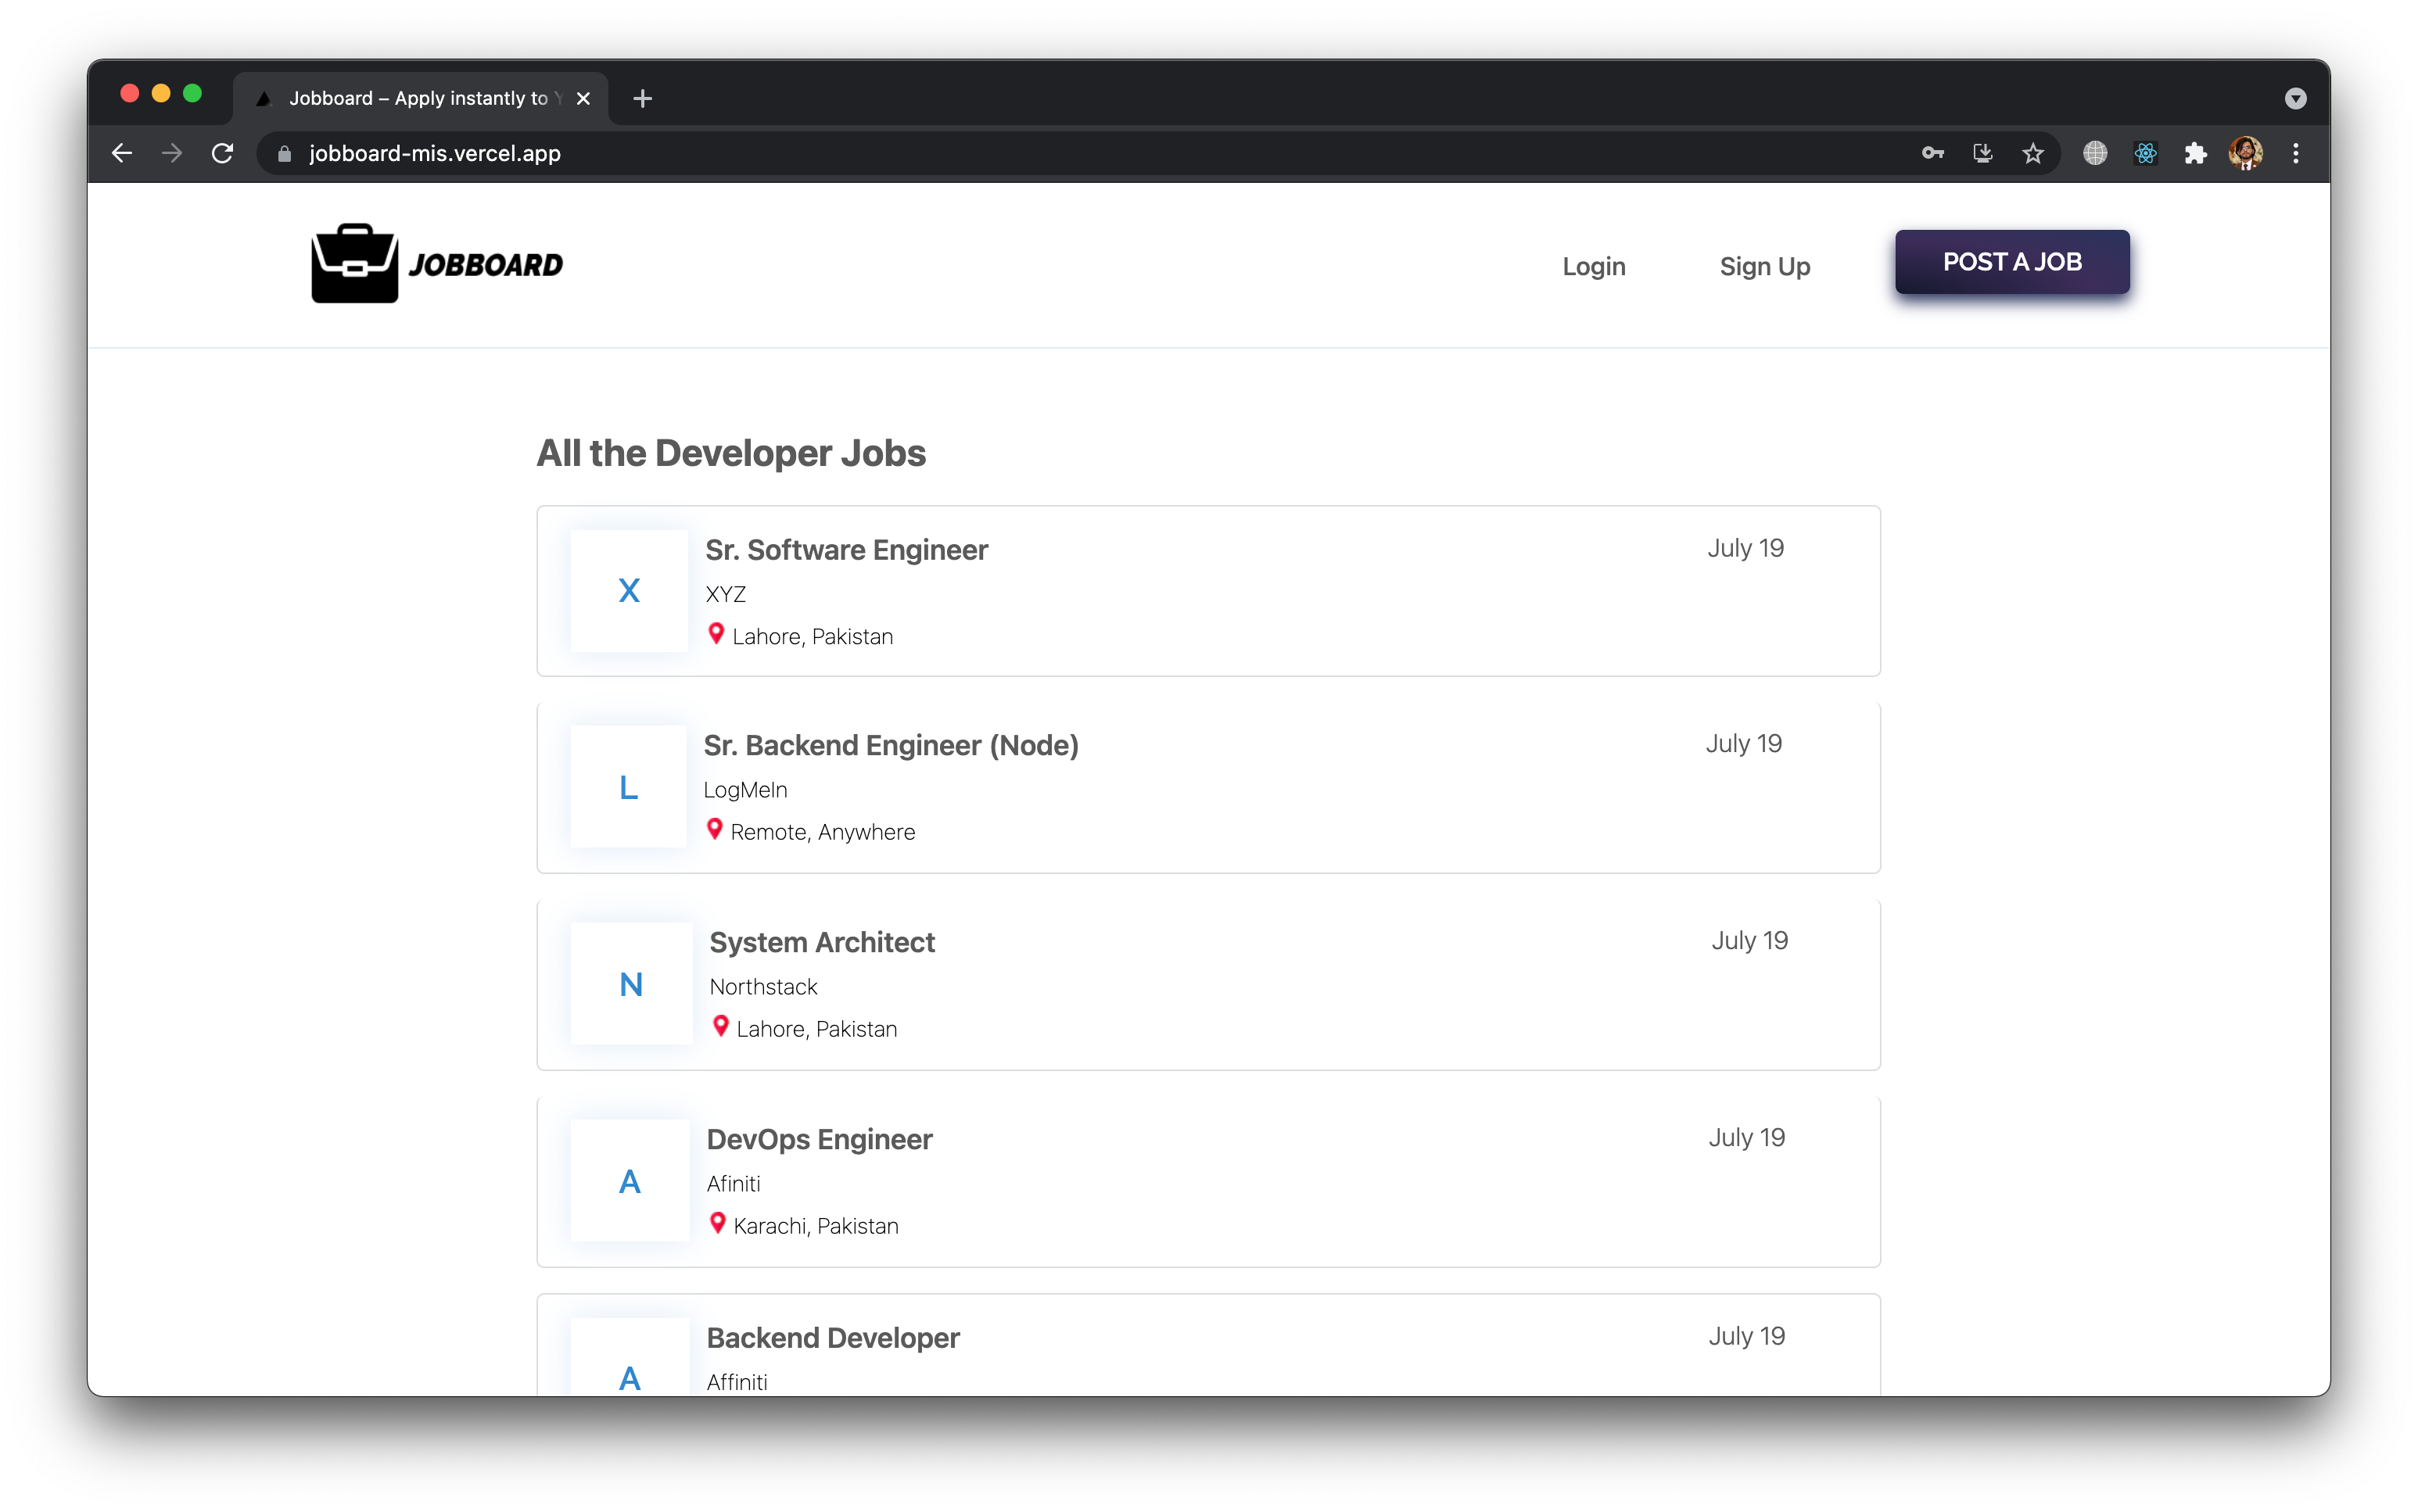 Jobboard – Apply instantly to Y
jobboard-mis.vercel.app
JOBBOARD
Login
Sign Up
POST A JOB
All the Developer Jobs
X
Sr. Software Engineer
July 19
XYZ
Lahore, Pakistan
L
Sr. Backend Engineer (Node)
July 19
LogMeIn
Remote, Anywhere
N
System Architect
July 19
Northstack
Lahore, Pakistan
A
DevOps Engineer
July 19
Afiniti
Karachi, Pakistan
A
Backend Developer
July 19
Affiniti